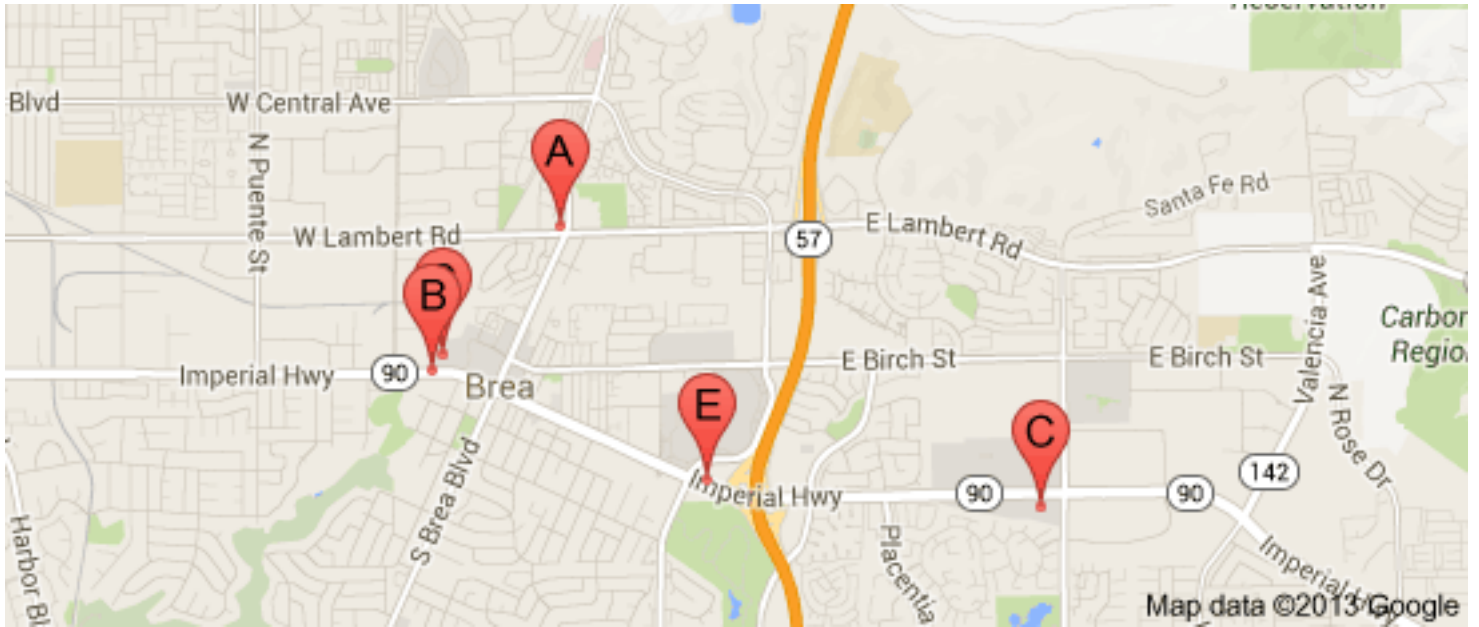 Reservation
Blvd
W Central Ave
N Puente St
A
Santa Fe Rd
W Lambert Rd
57
E Lambert Rd
B
Valencia Ave
Carbon
Regio
Imperial Hwy
90
Brea
E Birch St
E Birch St
E
C
N Rose Dr
S Brea Blvd
Imperial Hwy
90
90
142
Harbor Bl
Placentia
Imperial H
Map data ©2013 Google